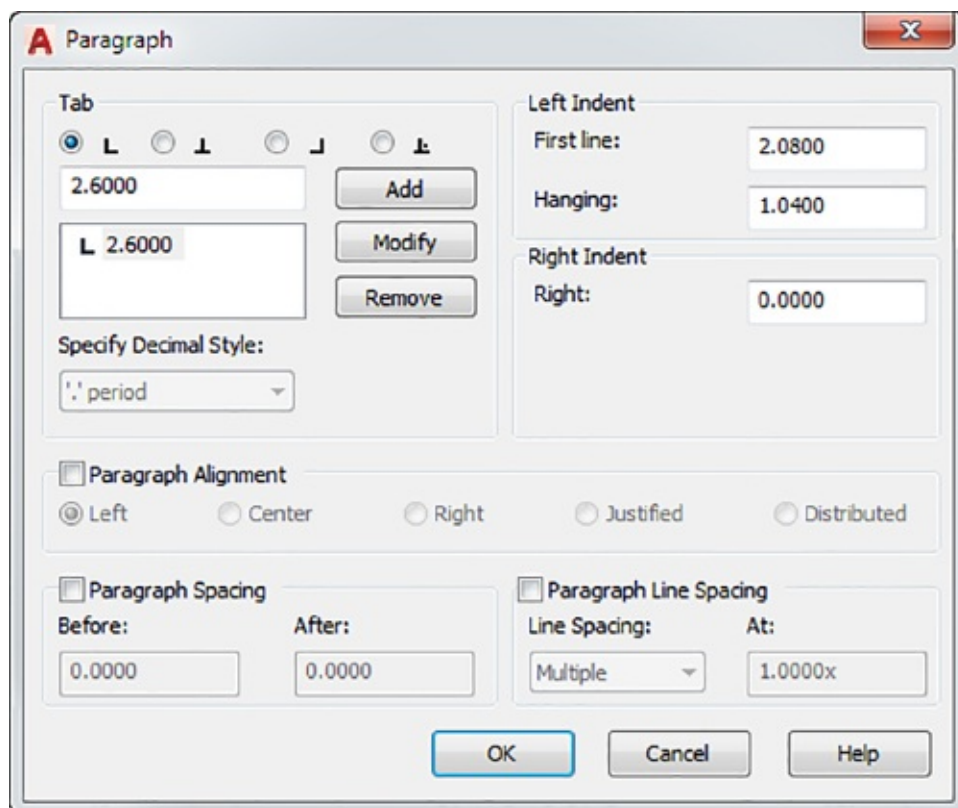 A Paragraph
Tab
2.6000
Add
2.6000
Modify
Remove
Specify Decimal Style:
'.' period
Left Indent
First line: 2.0800
Hanging: 1.0400
Right Indent
Right: 0.0000
Paragraph Alignment
Left Center Right Justified Distributed
Paragraph Spacing
Before: After:
0.0000 0.0000
Paragraph Line Spacing
Line Spacing: At:
Multiple 1.0000x
OK Cancel Help